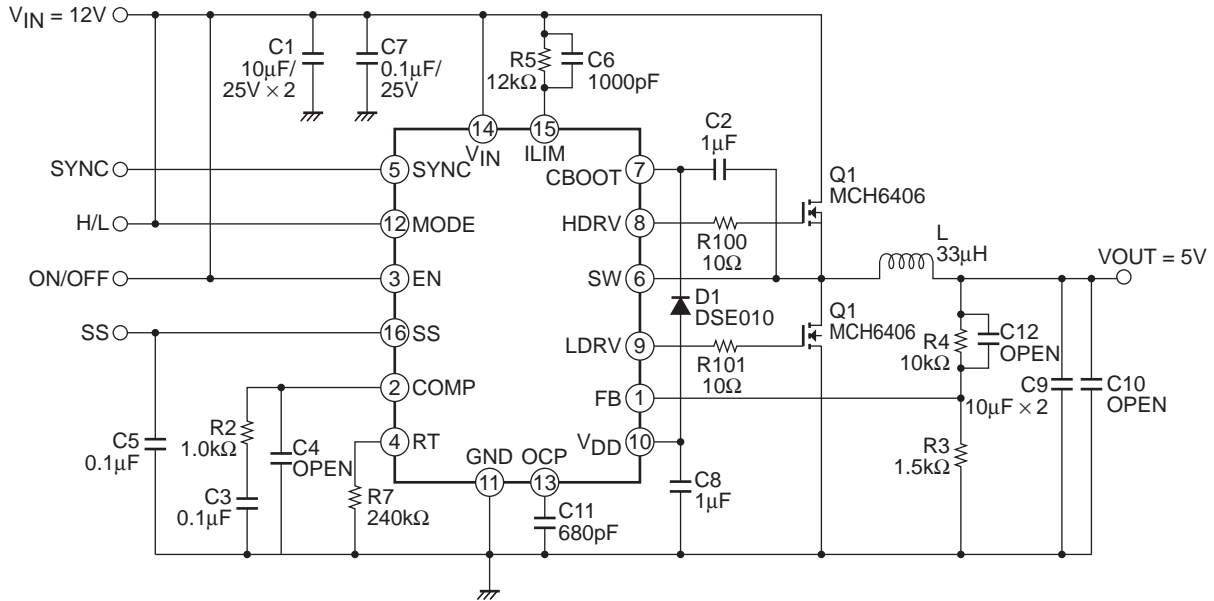 VIN = 12V
C1
10μF/
25V × 2
C7
0.1μF/
25V
R5
12kΩ
C6
1000pF
14
VIN
15
ILIM
SYNC
5
SYNC
H/L
12
MODE
ON/OFF
3
EN
SS
16
SS
2
COMP
4
RT
CBOOT
7
HDRV
8
SW
6
LDRV
9
FB
1
VDD
10
GND
11
OCP
13
C2
1μF
Q1
MCH6406
R100
10Ω
L
33μH
VOUT = 5V
D1
DSE010
Q1
MCH6406
R101
10Ω
R4
10kΩ
C12
OPEN
C9
10μF × 2
C10
OPEN
R3
1.5kΩ
C5
0.1μF
R2
1.0kΩ
C4
OPEN
C3
0.1μF
R7
240kΩ
C11
680pF
C8
1μF